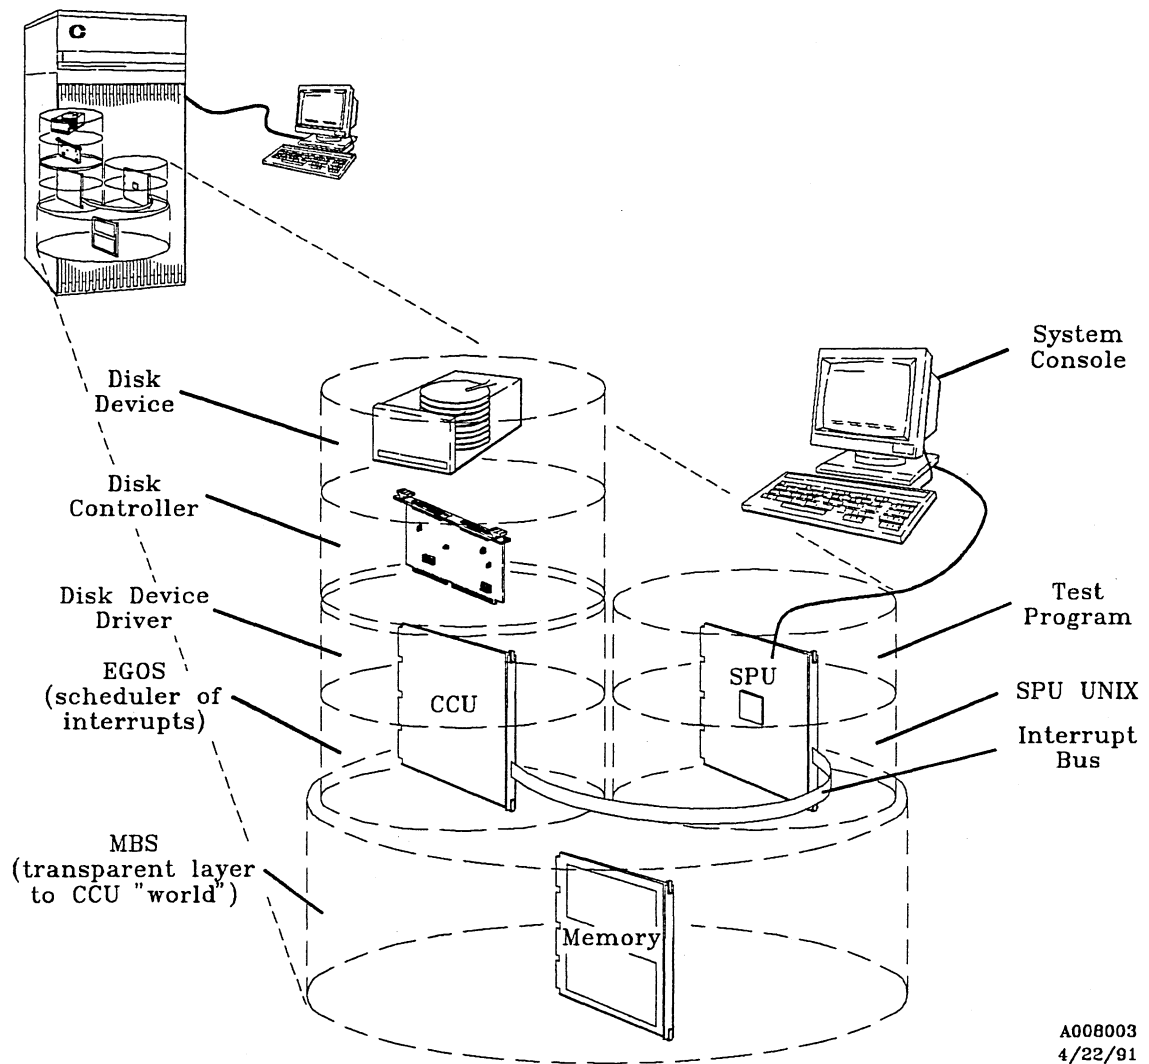 C
System
Console
Disk
Device
Disk
Controller
Disk Device
Driver
Test
Program
EGOS
(scheduler of
interrupts)
CCU
SPU
SPU UNIX
Interrupt
Bus
MBS
(transparent layer
to CCU "world")
Memory
A008003
4/22/91